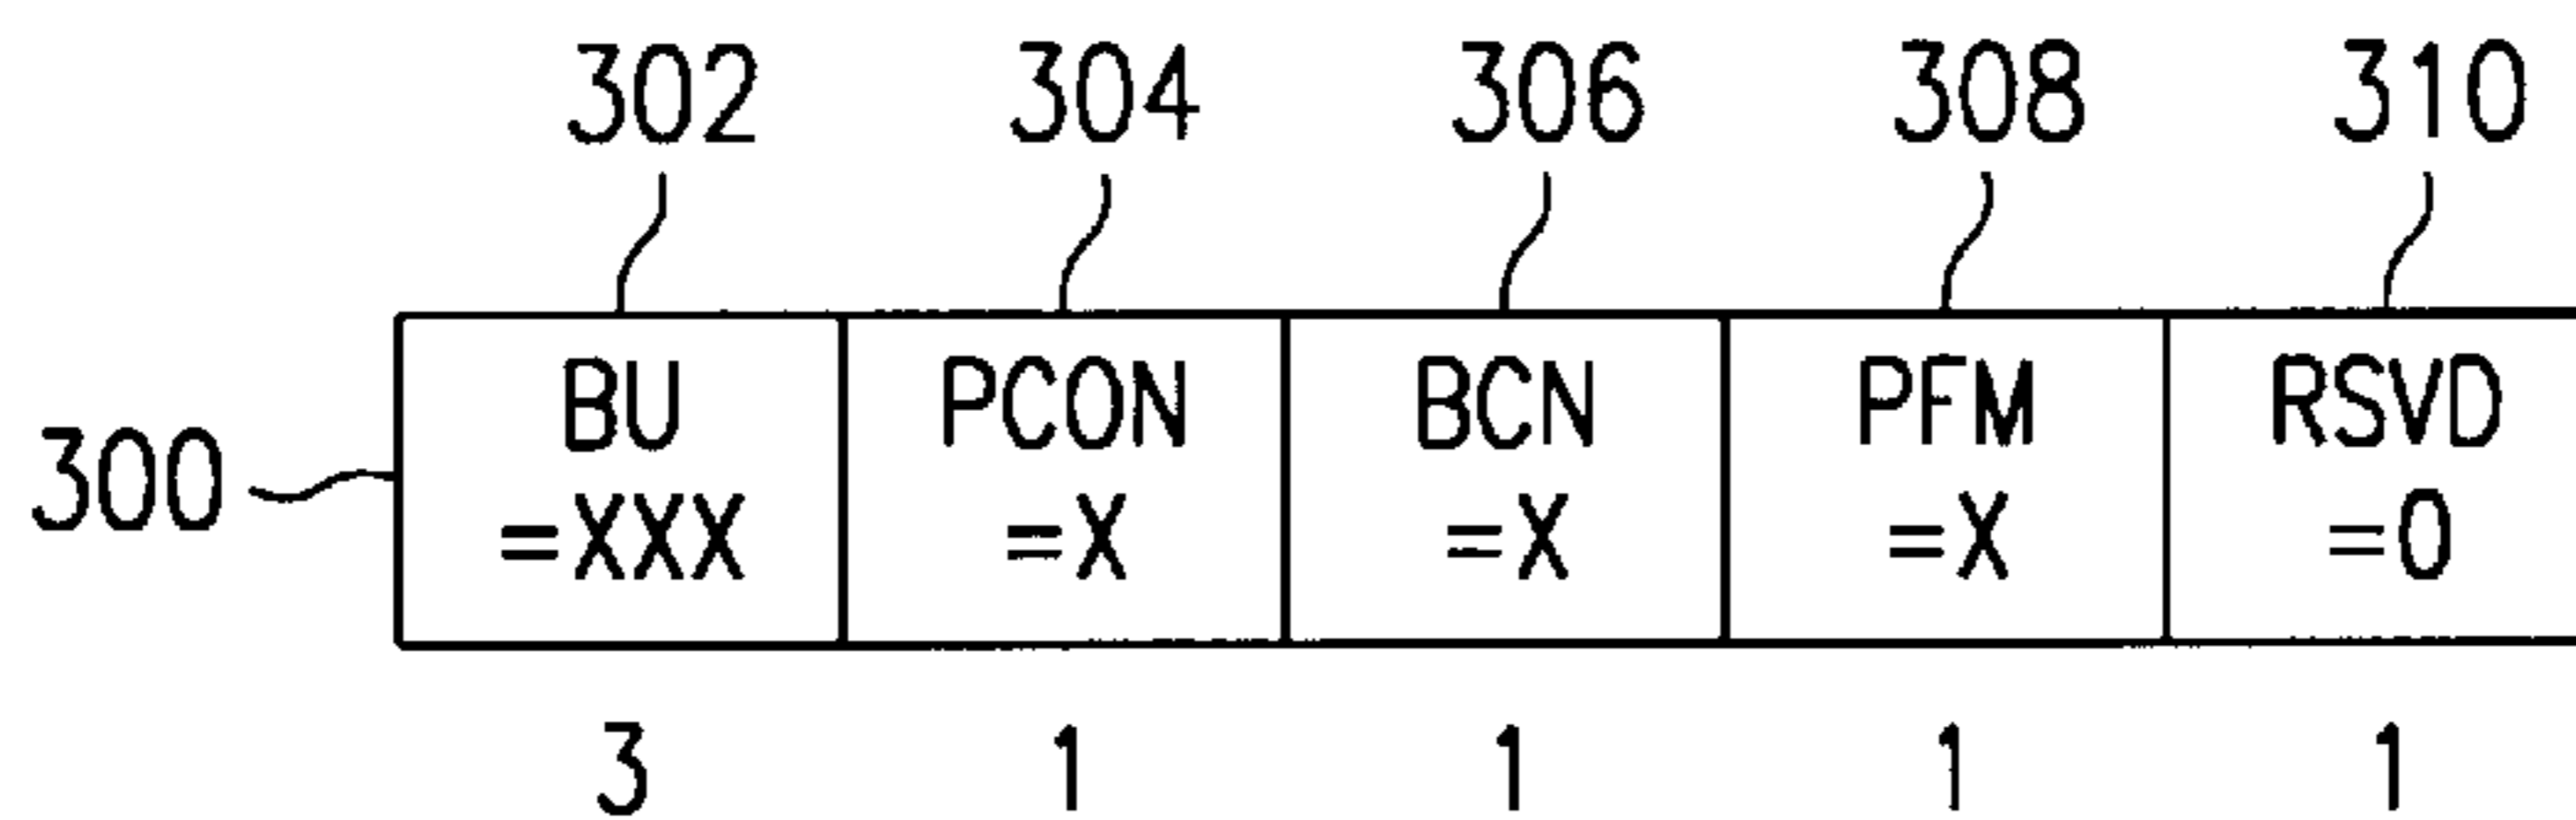 302 304 306 308 310
BU PCON BCN PFM RSVD
300 =XXX =X =X =X =0
3 1 1 1 1